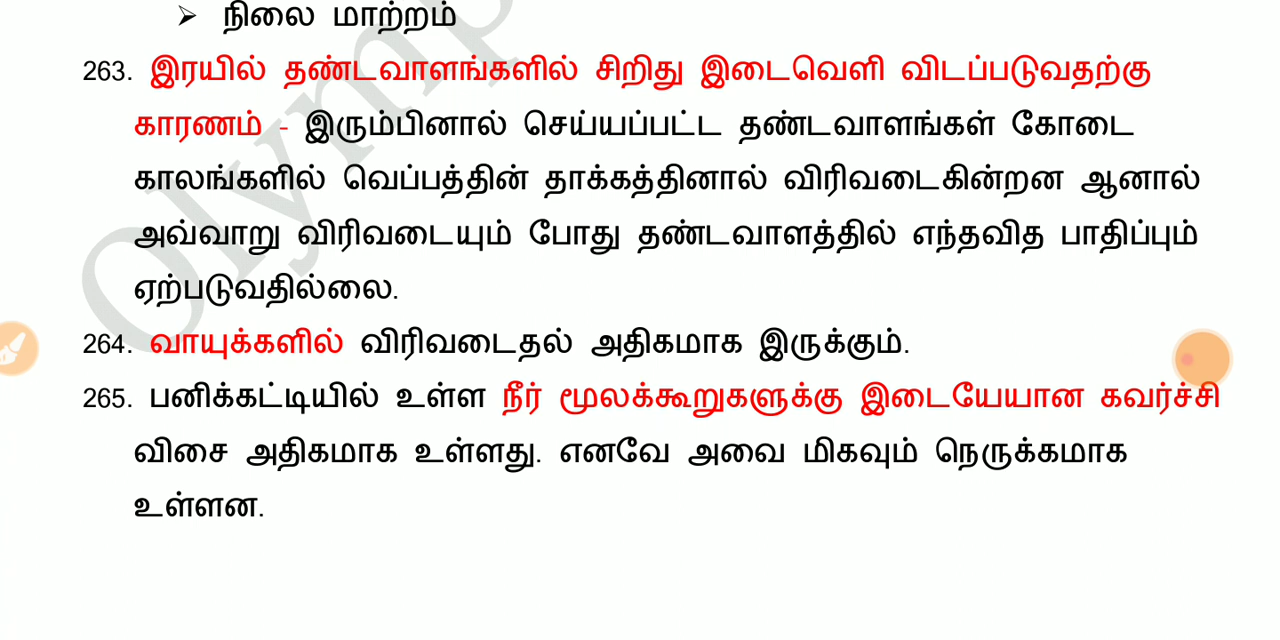 ➢ நிலை மாற்றம்
263. இரயில் தண்டவாளங்களில் சிறிது இடைவெளி விடப்படுவதற்கு
காரணம் - இரும்பினால் செய்யப்பட்ட தண்டவாளங்கள் கோடை
காலங்களில் வெப்பத்தின் தாக்கத்தினால் விரிவடைகின்றன ஆனால்
அவ்வாறு விரிவடையும் போது தண்டவாளத்தில் எந்தவித பாதிப்பும்
ஏற்படுவதில்லை.
264. வாயுக்களில் விரிவடைதல் அதிகமாக இருக்கும்.
265. பனிக்கட்டியில் உள்ள நீர் மூலக்கூறுகளுக்கு இடையேயான கவர்ச்சி
விசை அதிகமாக உள்ளது. எனவே அவை மிகவும் நெருக்கமாக
உள்ளன.
Olymp